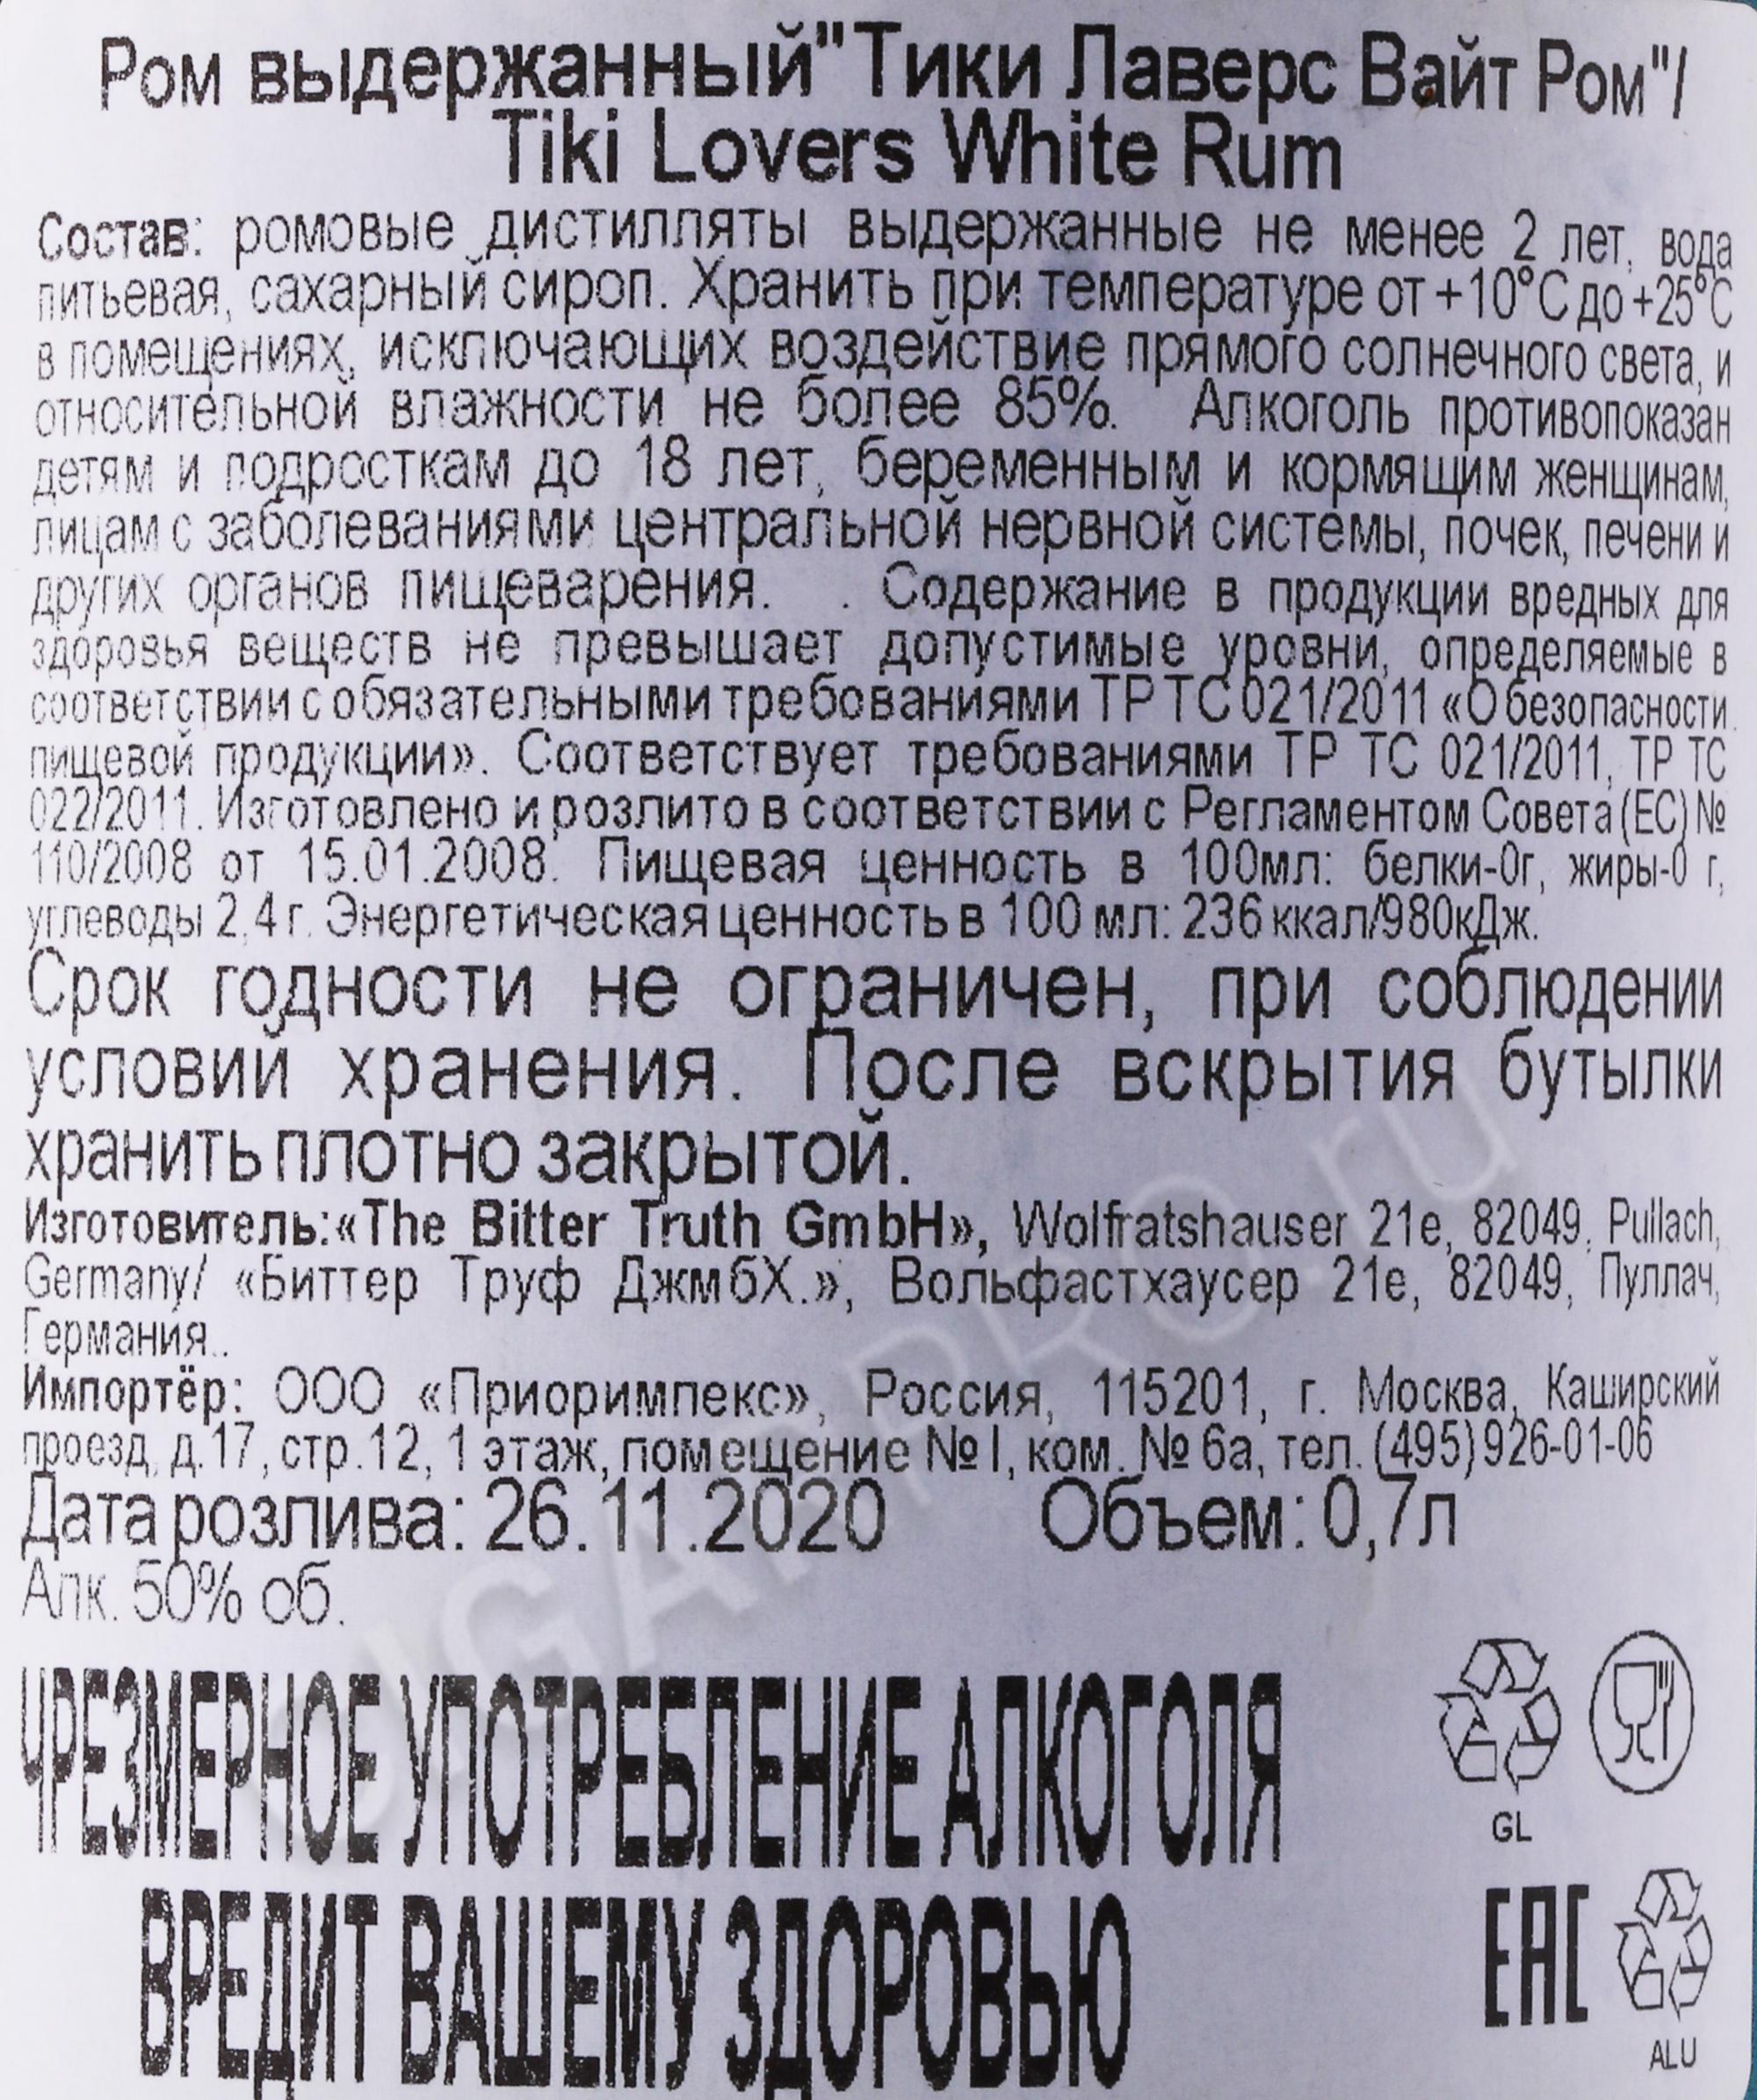 Ром выдержанный"Тики Лаверс Вайт Ром"/
Tiki Lovers White Rum
Состав: ромовые дистилляты выдержанные не менее 2 лет, вода
питьевая, сахарный сироп. Хранить при температуре от +10°С до +25°С
в помещениях, исключающих воздействие прямого солнечного света, и
относительной влажности не более 85%. Алкоголь противопоказан
детям и подросткам до 18 лет, беременным и кормящим женщинам,
лицам с заболеваниями центральной нервной системы, почек, печени и
других органов пищеварения. . Содержание в продукции вредных для
здоровья веществ не превышает допустимые уровни, определяемые в
соответствии с обязательными требованиями ТР ТС 021/2011 «О безопасности
пищевой продукции». Соответствует требованиями ТР ТС 021/2011, ТР ТС
022/2011. Изготовлено и розлито в соответствии с Регламентом Совета (ЕС) №
110/2008 от 15.01.2008. Пищевая ценность в 100мл: белки-0г, жиры-0 г,
углеводы 2,4 г. Энергетическая ценность в 100 мл: 236 ккал/980кДж.
Срок годности не ограничен, при соблюдении
условий хранения. После вскрытия бутылки
хранить плотно закрытой.
Изготовитель:«The Bitter Truth GmbH», Wolfratshauser 21e, 82049, Pullach,
Germany/ «Биттер Труф ДжмбХ.», Вольфастхаусер 21е, 82049, Пуллач,
Германия..
Импортёр: ООО «Приоримпекс», Россия, 115201, г. Москва, Каширский
проезд, д.17, стр.12, 1 этаж, помещение № I, ком. № 6а, тел. (495) 926-01-06
Дата розлива: 26.11.2020 Объем: 0,7л
Алк. 50% об.
ЧРЕЗМЕРНОЕ УПОТРЕБЛЕНИЕ АЛКОГОЛЯ
ВРЕДИТ ВАШЕМУ ЗДОРОВЬЮ
GL
EAC
ALU